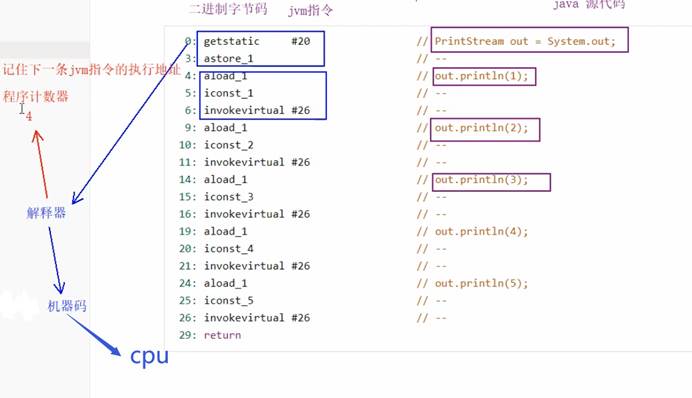 二进制字节码 jvm指令 java 源代码
0: getstatic #20 // PrintStream out = System.out;
3: astore_1 // --
4: aload_1 // out.println(1);
5: iconst_1 // --
6: invokevirtual #26 // --
9: aload_1 // out.println(2);
10: iconst_2 // --
11: invokevirtual #26 // --
14: aload_1 // out.println(3);
15: iconst_3 // --
16: invokevirtual #26 // --
19: aload_1 // out.println(4);
20: iconst_4 // --
21: invokevirtual #26 // --
24: aload_1 // out.println(5);
25: iconst_5 // --
26: invokevirtual #26 // --
29: return
记住下一条jvm指令的执行地址
程序计数器
4
解释器
机器码
cpu